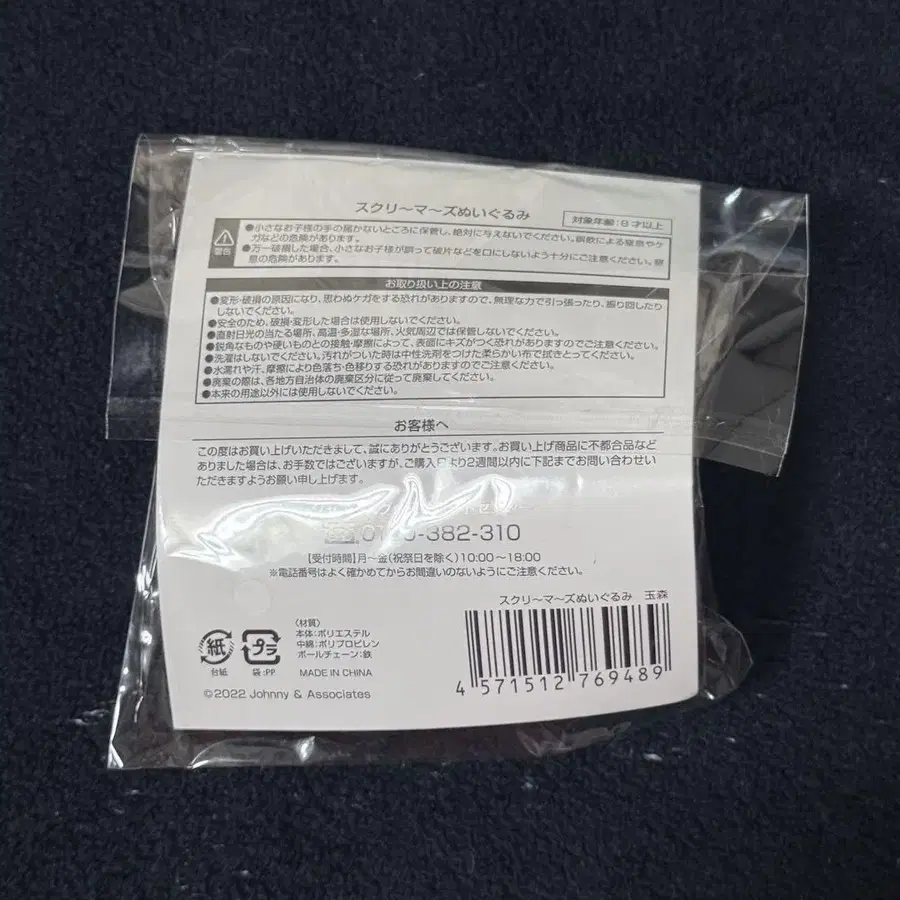 スクリ〜マ〜ズぬいぐるみ
対象年齢:8才以上
警告
●小さなお子様の手の届かないところに保管し、絶対に与えないでください。誤飲による窒息やケ
ガなどの危険があります。
●万一破損した場合、小さなお子様が誤って破片などを口にしないよう十分にご注意ください。窒
息の危険があります。
お取り扱い上の注意
●変形・破損の原因になり、思わぬケガをする恐れがありますので、無理な力で引っ張ったり、振り回したり
しないでください。
●安全のため、破損・変形した場合は使用しないでください。
●直射日光の当たる場所、高温・多湿な場所、火気周辺では保管しないでください。
●鋭角なものや硬いものとの接触・摩擦によって、表面にキズがつく恐れがありますのでご注意ください。
●洗濯はしないでください。汚れがついた時は中性洗剤をつけた柔らかい布で拭きとってください。
●水濡れや汗、摩擦により色落ち・色移りする恐れがありますのでご注意ください。
●廃棄の際は、各地方自治体の廃棄区分に従って廃棄してください。
●本来の用途以外には使用しないでください。
お客様へ
この度はお買い上げいただきまして、誠にありがとうございます。お買い上げ商品に不都合品など
ありました場合は、お手数ではございますが、ご購入日より2週間以内に下記までお問い合わせい
ただきますようお願い申し上げます。
-382-310
【受付時間】月〜金(祝祭日を除く)10:00〜18:00
※電話番号はよく確かめてからお間違いのないようにご注意ください。
スクリ〜マ〜ズぬいぐるみ 玉森
〈材質〉
本体:ポリエステル
中綿:ポリプロピレン
ボールチェーン:鉄
紙
台紙
プラ
袋:PP
MADE IN CHINA
©2022 Johnny & Associates
4 571512 769489